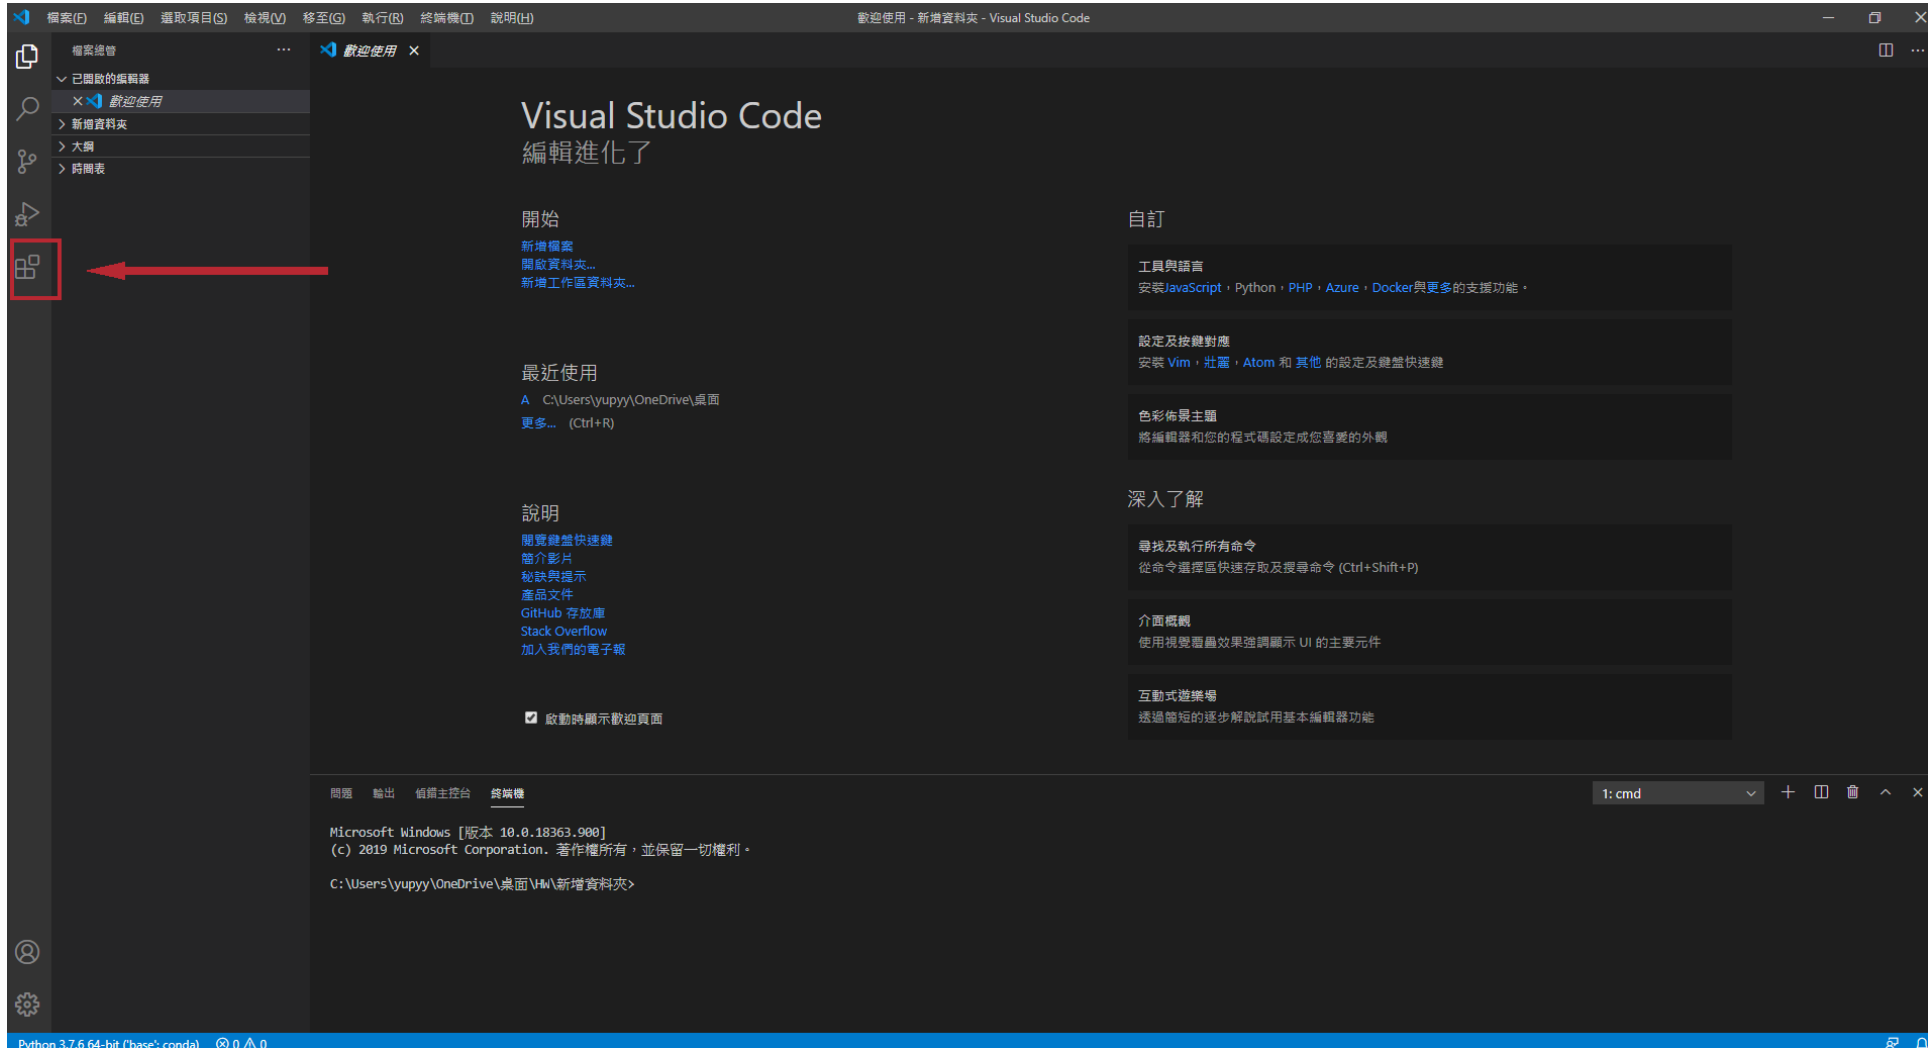 檔案(F) 編輯(E) 選取項目(S) 檢視(V) 移至(G) 執行(R) 終端機(T) 說明(H)
歡迎使用 - 新增資料夾 - Visual Studio Code
檔案總管
歡迎使用
已開啟的編輯器
歡迎使用
新增資料夾
大綱
時間表
Visual Studio Code
編輯進化了
開始
新增檔案
開啟資料夾...
新增工作區資料夾...
最近使用
A C:\Users\yupyy\OneDrive\桌面
更多... (Ctrl+R)
說明
閱覽鍵盤快速鍵
簡介影片
秘訣與提示
產品文件
GitHub 存放庫
Stack Overflow
加入我們的電子報
啟動時顯示歡迎頁面
自訂
工具與語言
安裝JavaScript，Python，PHP，Azure，Docker與更多的支援功能。
設定及按鍵對應
安裝 Vim，壯麗，Atom 和 其他 的設定及鍵盤快速鍵
色彩佈景主題
將編輯器和您的程式碼設定成您喜愛的外觀
深入了解
尋找及執行所有命令
從命令選擇區快速存取及搜尋命令 (Ctrl+Shift+P)
介面概觀
使用視覺覆疊效果強調顯示 UI 的主要元件
互動式遊樂場
透過簡短的逐步解說試用基本編輯器功能
問題 輸出 偵錯主控台 終端機
1: cmd
Microsoft Windows [版本 10.0.18363.900]
(c) 2019 Microsoft Corporation. 著作權所有，並保留一切權利。
C:\Users\yupyy\OneDrive\桌面\HW\新增資料夾>
Python 3.7.6 64-bit ('base': conda) 0 0